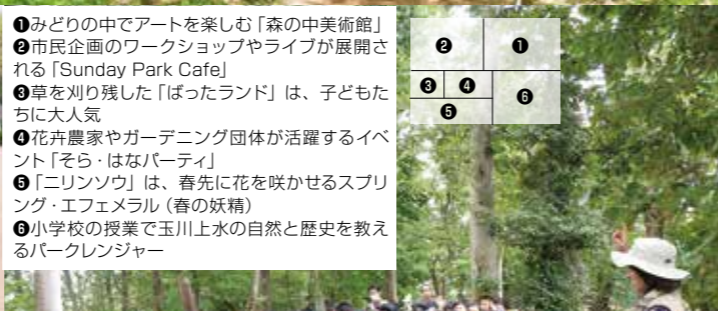 ❶みどりの中でアートを楽しむ「森の中美術館」
❷市民企画のワークショップやライブが展開さ
れる「Sunday Park Cafe」
❸草を刈り残した「ばったランド」は、子どもた
ちに大人気
❹花卉農家やガーデニング団体が活躍するイベ
ント「そら・はなパーティ」
❺「ニリンソウ」は、春先に花を咲かせるスプリ
ング・エフェメラル（春の妖精）
❻小学校の授業で玉川上水の自然と歴史を教え
るパークレンジャー
❷ ❶
❸ ❹ ❻
❺